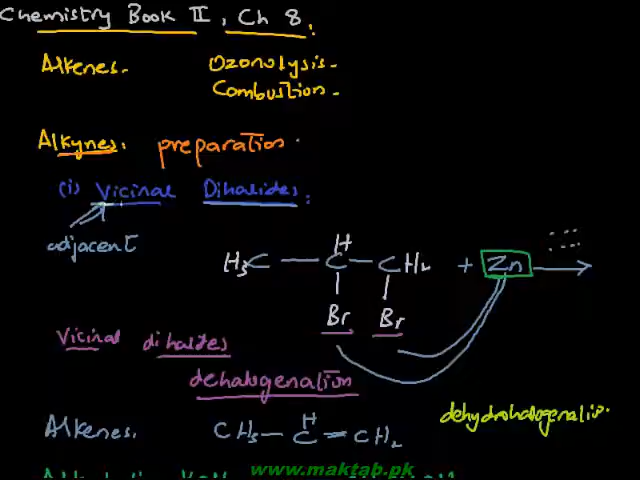 Chemistry Book II, Ch 8.
Alkenes. Ozonolysis.
Combustion.
Alkynes. preparation.
(i) Vicinal Dihalides:
adjacent
H
H3C — C — CH2 + Zn ⟶
Br Br
Vicinal dihalides
dehalogenation
dehydrohalogenatio.
H
Alkenes. CH3 — C = CH2
www.maktab.pk